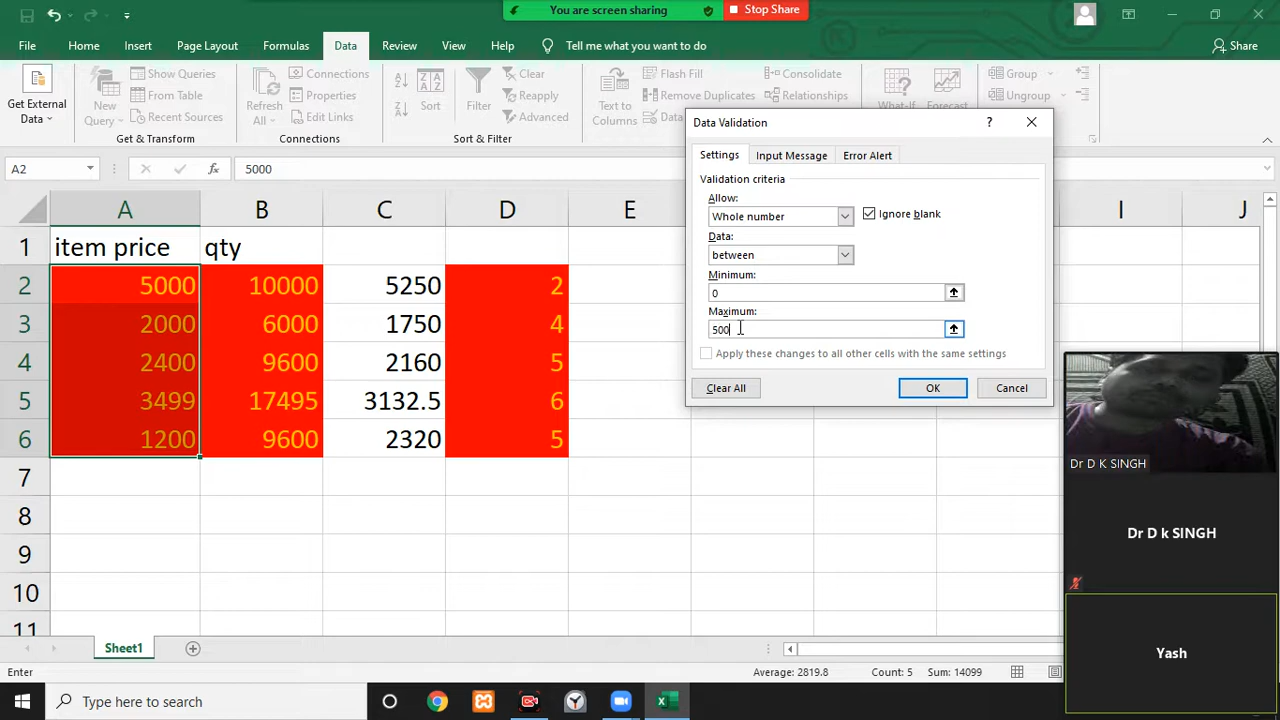 You are screen sharing
Stop Share
File Home Insert Page Layout Formulas Data Review View Help Tell me what you want to do Share
Get External Data
New Query
Show Queries
From Table
Recent Sources
Get & Transform
Refresh All
Connections
Properties
Edit Links
Connections
Sort
Filter
Clear
Reapply
Advanced
Sort & Filter
Text to Columns
Flash Fill
Remove Duplicates
Data
Consolidate
Relationships
What-If
Forecast
Group
Ungroup
A2 fx 5000
Data Validation ?
Settings Input Message Error Alert
Validation criteria
Allow:
Whole number Ignore blank
Data:
between
Minimum:
0
Maximum:
500
Apply these changes to all other cells with the same settings
Clear All OK Cancel
A B C D E I J
1 item price qty
2 5000 10000 5250 2
3 2000 6000 1750 4
4 2400 9600 2160 5
5 3499 17495 3132.5 6
6 1200 9600 2320 5
7
8
9
10
11
Dr D K SINGH
Dr D k SINGH
Yash
Sheet1
Enter Average: 2819.8 Count: 5 Sum: 14099
Type here to search